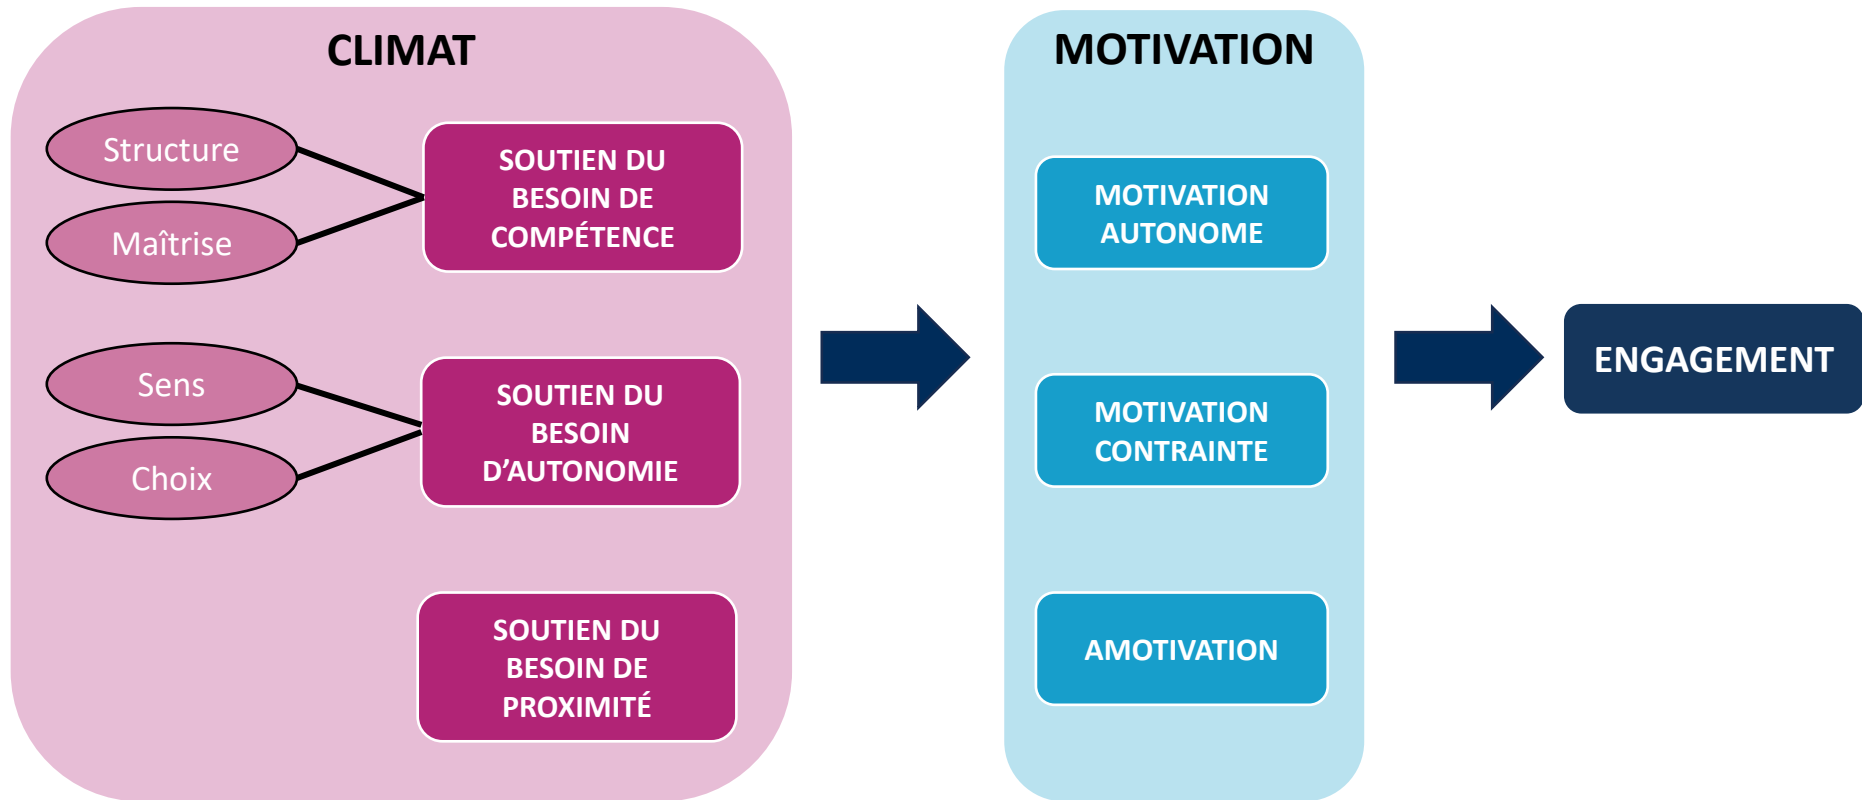 CLIMAT
Structure
Maîtrise
SOUTIEN DU
BESOIN DE
COMPÉTENCE
Sens
Choix
SOUTIEN DU
BESOIN
D’AUTONOMIE
SOUTIEN DU
BESOIN DE
PROXIMITÉ
MOTIVATION
MOTIVATION
AUTONOME
MOTIVATION
CONTRAINTE
AMOTIVATION
ENGAGEMENT